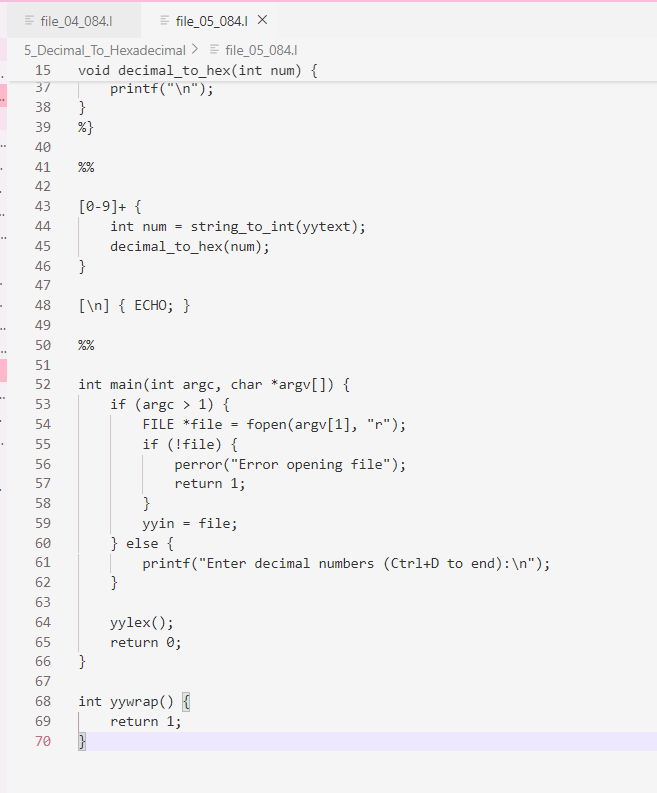 file_04_084.l
file_05_084.l
5_Decimal_To_Hexadecimal > file_05_084.l
15 void decimal_to_hex(int num) {
37     printf("\n");
38 }
39 %}
40
41 %%
42
43 [0-9]+ {
44     int num = string_to_int(yytext);
45     decimal_to_hex(num);
46 }
47
48 [\n] { ECHO; }
49
50 %%
51
52 int main(int argc, char *argv[]) {
53     if (argc > 1) {
54         FILE *file = fopen(argv[1], "r");
55         if (!file) {
56             perror("Error opening file");
57             return 1;
58         }
59         yyin = file;
60     } else {
61         printf("Enter decimal numbers (Ctrl+D to end):\n");
62     }
63
64     yylex();
65     return 0;
66 }
67
68 int yywrap() {
69     return 1;
70 }